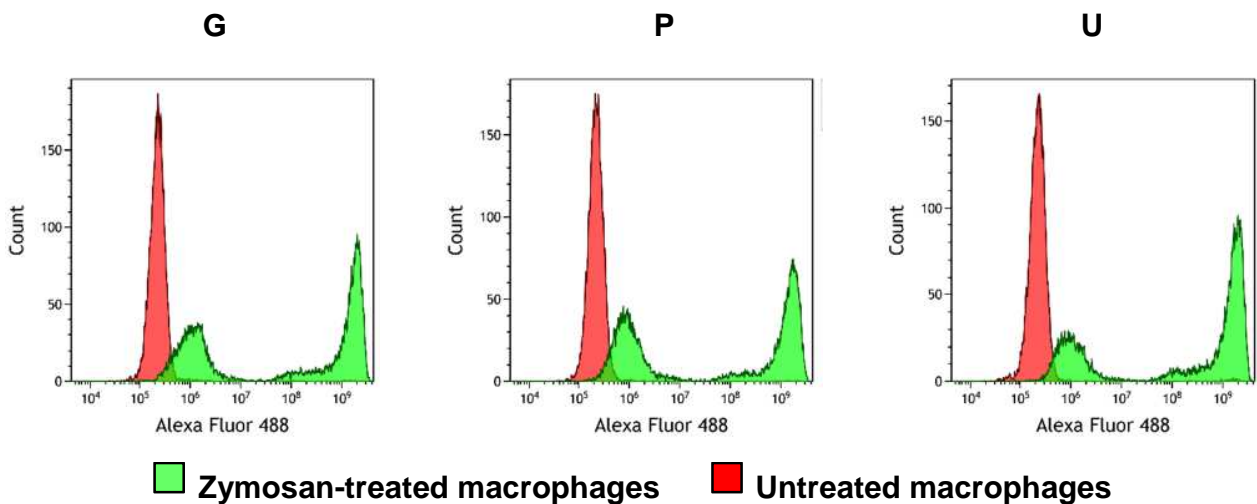 G P U
150 150 150
100 100 100
50 50 50
0 0 0
Count Count Count
10⁴ 10⁵ 10⁶ 10⁷ 10⁸ 10⁹ 10⁴ 10⁵ 10⁶ 10⁷ 10⁸ 10⁹ 10⁴ 10⁵ 10⁶ 10⁷ 10⁸ 10⁹
Alexa Fluor 488 Alexa Fluor 488 Alexa Fluor 488
Zymosan-treated macrophages Untreated macrophages